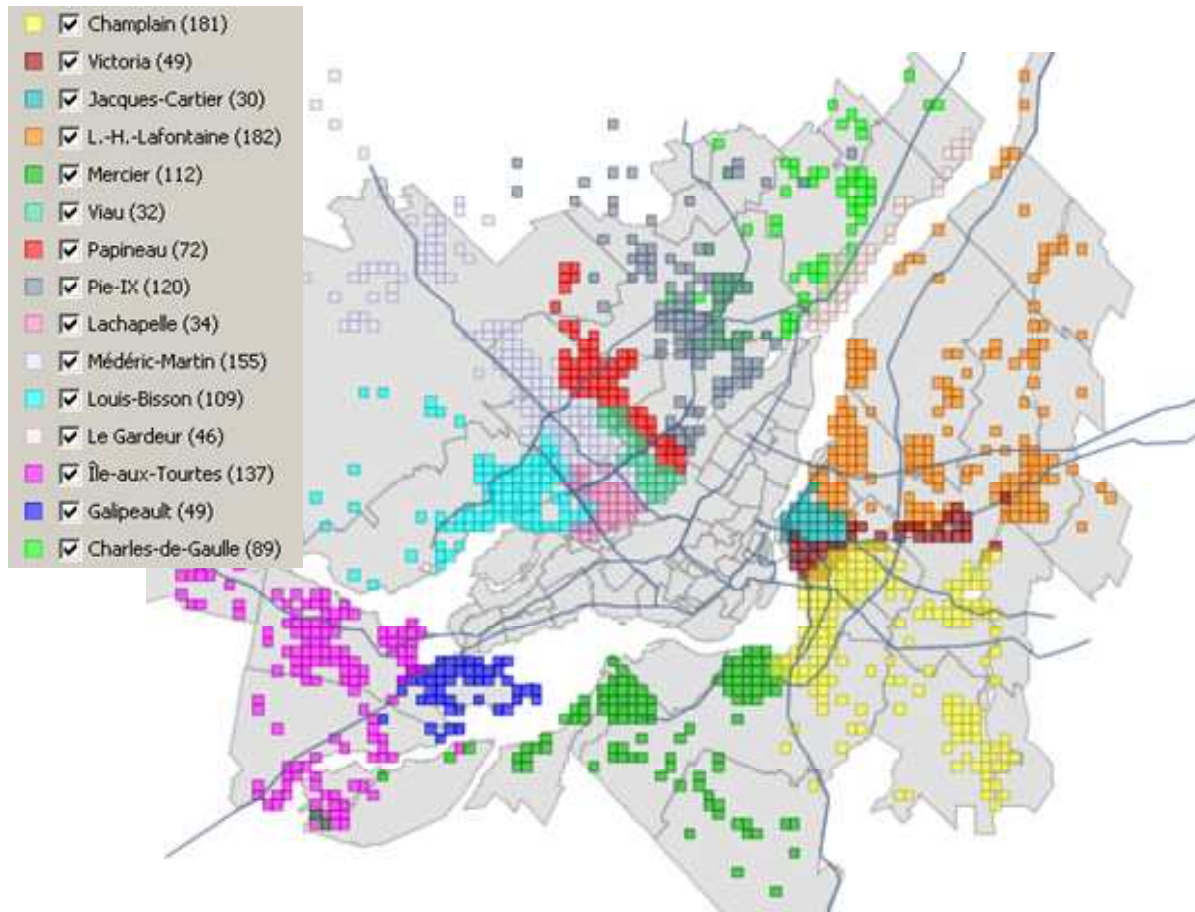 Champlain (181)
Victoria (49)
Jacques-Cartier (30)
L.-H.-Lafontaine (182)
Mercier (112)
Viau (32)
Papineau (72)
Pie-IX (120)
Lachapelle (34)
Médéric-Martin (155)
Louis-Bisson (109)
Le Gardeur (46)
Île-aux-Tourtes (137)
Galipeault (49)
Charles-de-Gaulle (89)